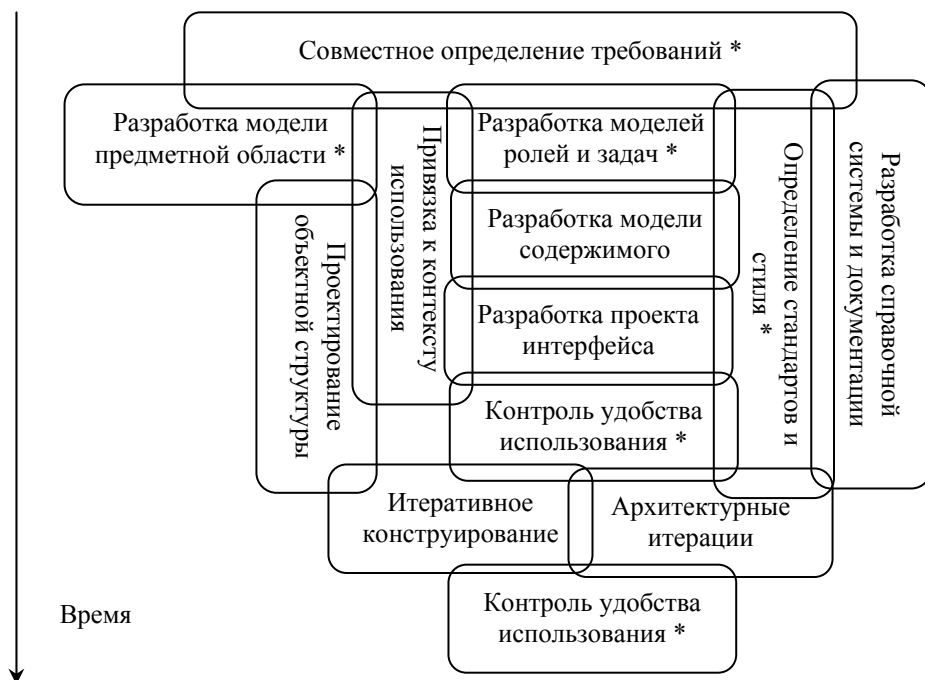 Совместное определение требований *
Разработка модели
предметной области *
Привязка к контексту
использования
Разработка моделей
ролей и задач *
Определение стандартов и
стиля *
Разработка справочной
системы и документации
Проектирование
объектной структуры
Разработка модели
содержимого
Разработка проекта
интерфейса
Контроль удобства
использования *
Итеративное
конструирование
Архитектурные
итерации
Контроль удобства
использования *
Время